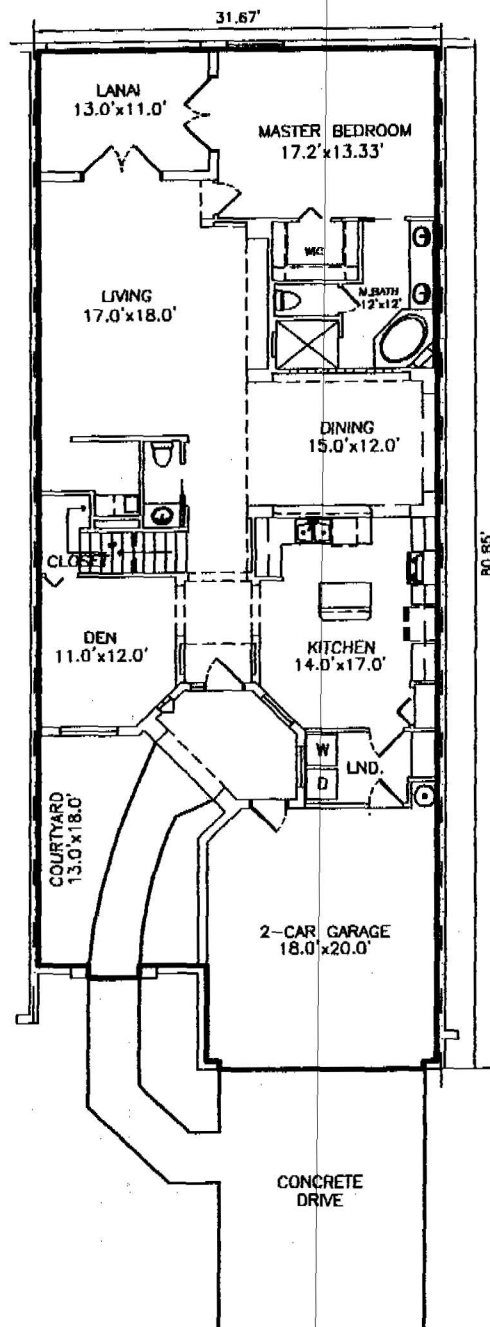 31.67'
LANAI
13.0'x11.0'
MASTER BEDROOM
17.2'x13.33'
WIC
LIVING
17.0'x18.0'
M.BATH
12'x12'
DINING
15.0'x12.0'
80.85'
CLOSET
DEN
11.0'x12.0'
KITCHEN
14.0'x17.0'
W
LND.
D
COURTYARD
13.0'x18.0'
2-CAR GARAGE
18.0'x20.0'
CONCRETE
DRIVE